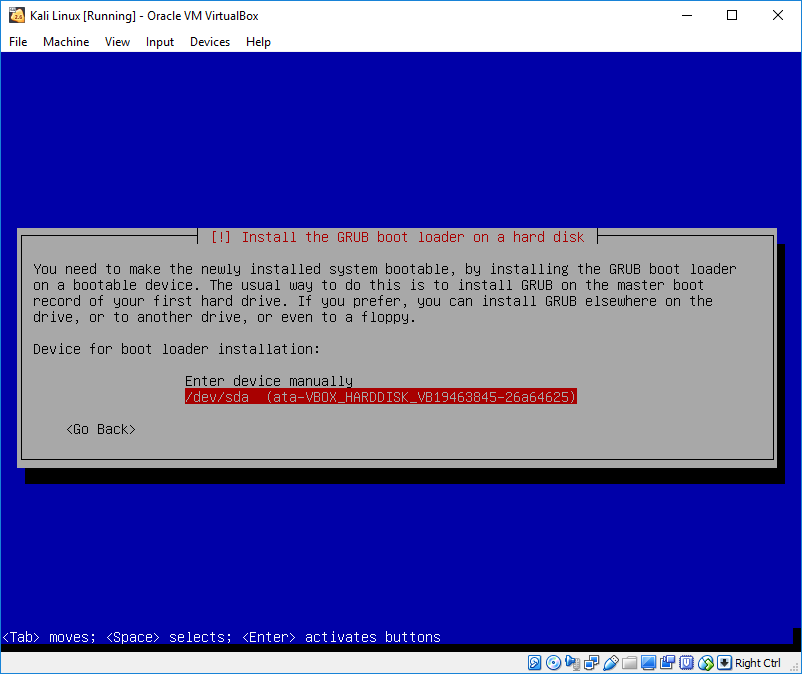 Kali Linux [Running] - Oracle VM VirtualBox
File Machine View Input Devices Help
[!] Install the GRUB boot loader on a hard disk
You need to make the newly installed system bootable, by installing the GRUB boot loader
on a bootable device. The usual way to do this is to install GRUB on the master boot
record of your first hard drive. If you prefer, you can install GRUB elsewhere on the
drive, or to another drive, or even to a floppy.
Device for boot loader installation:
Enter device manually
/dev/sda (ata-VBOX_HARDDISK_VB19463845-26a64625)
<Go Back>
<Tab> moves; <Space> selects; <Enter> activates buttons
Right Ctrl